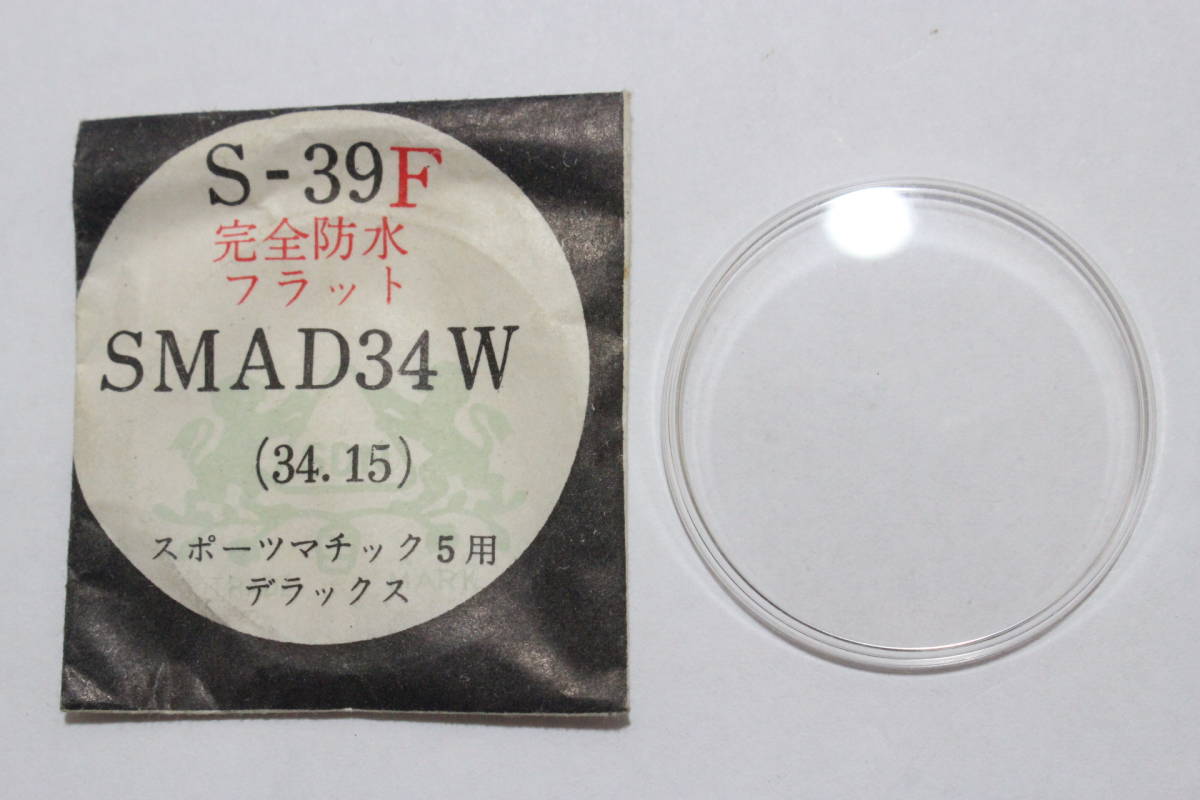 S-39F
完全防水
フラット
SMAD34W
(34.15)
スポーツマチック5用
デラックス
MARK